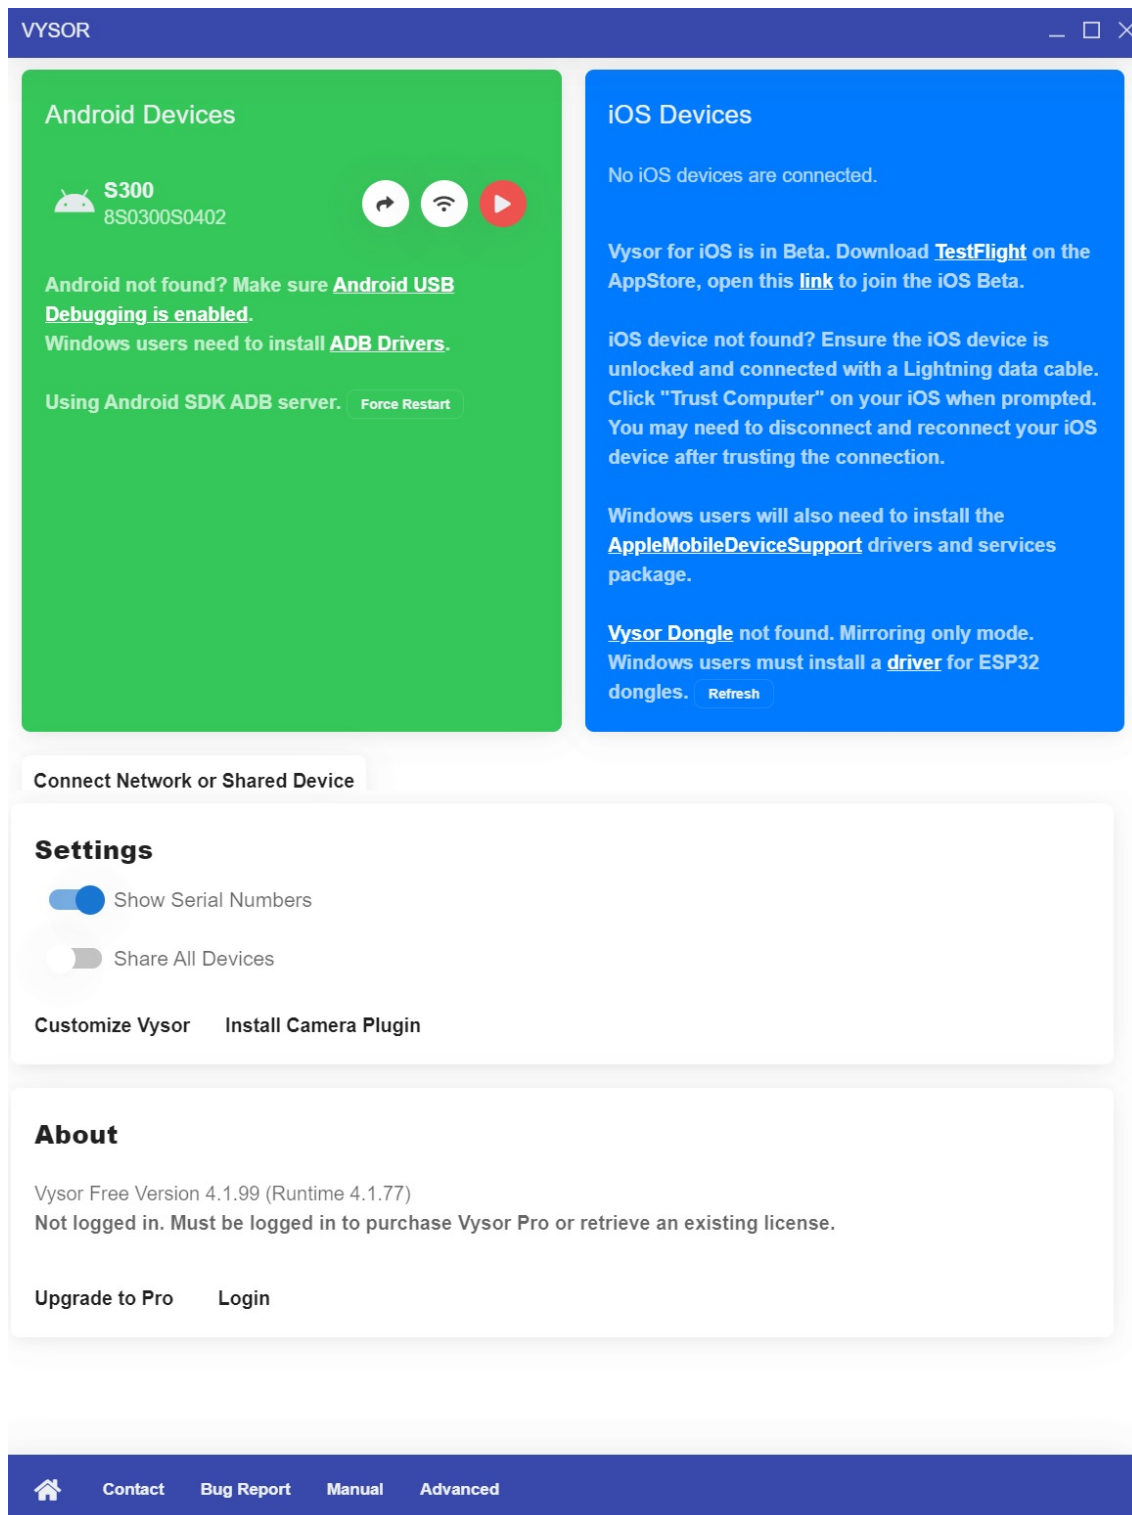 VYSOR
Android Devices
S300
8S0300S0402
Android not found? Make sure Android USB
Debugging is enabled.
Windows users need to install ADB Drivers.
Using Android SDK ADB server. Force Restart
iOS Devices
No iOS devices are connected.
Vysor for iOS is in Beta. Download TestFlight on the
AppStore, open this link to join the iOS Beta.
iOS device not found? Ensure the iOS device is
unlocked and connected with a Lightning data cable.
Click "Trust Computer" on your iOS when prompted.
You may need to disconnect and reconnect your iOS
device after trusting the connection.
Windows users will also need to install the
AppleMobileDeviceSupport drivers and services
package.
Vysor Dongle not found. Mirroring only mode.
Windows users must install a driver for ESP32
dongles. Refresh
Connect Network or Shared Device
Settings
Show Serial Numbers
Share All Devices
Customize Vysor Install Camera Plugin
About
Vysor Free Version 4.1.99 (Runtime 4.1.77)
Not logged in. Must be logged in to purchase Vysor Pro or retrieve an existing license.
Upgrade to Pro Login
Contact Bug Report Manual Advanced